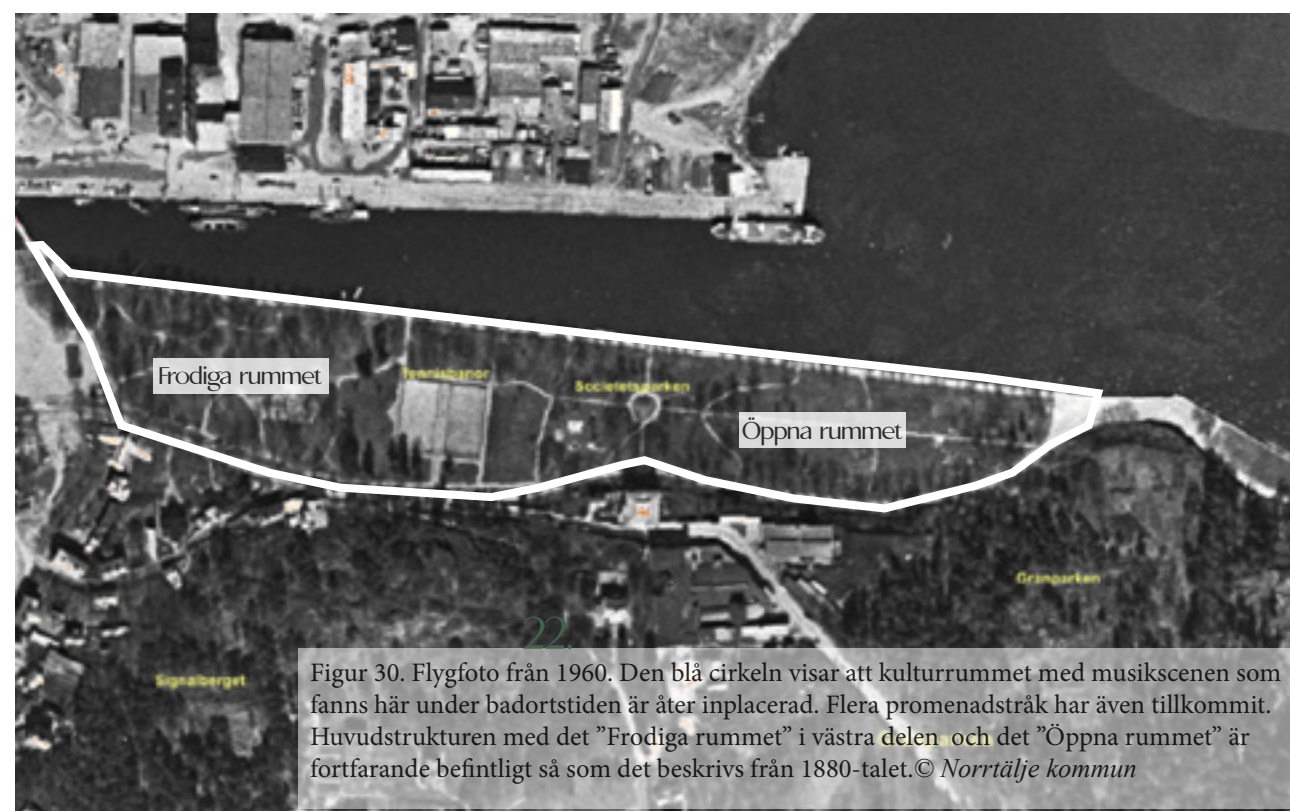 Frodiga rummet
Tennisbanor
Societetsparken
Öppna rummet
Granparken
22.
Signalberget
Figur 30. Flygfoto från 1960. Den blå cirkeln visar att kulturrummet med musikscenen som
fanns här under badortstiden är åter inplacerad. Flera promenadstråk har även tillkommit.
Huvudstrukturen med det ”Frodiga rummet” i västra delen och det ”Öppna rummet” är
fortfarande befintligt så som det beskrivs från 1880-talet.© Norrtälje kommun